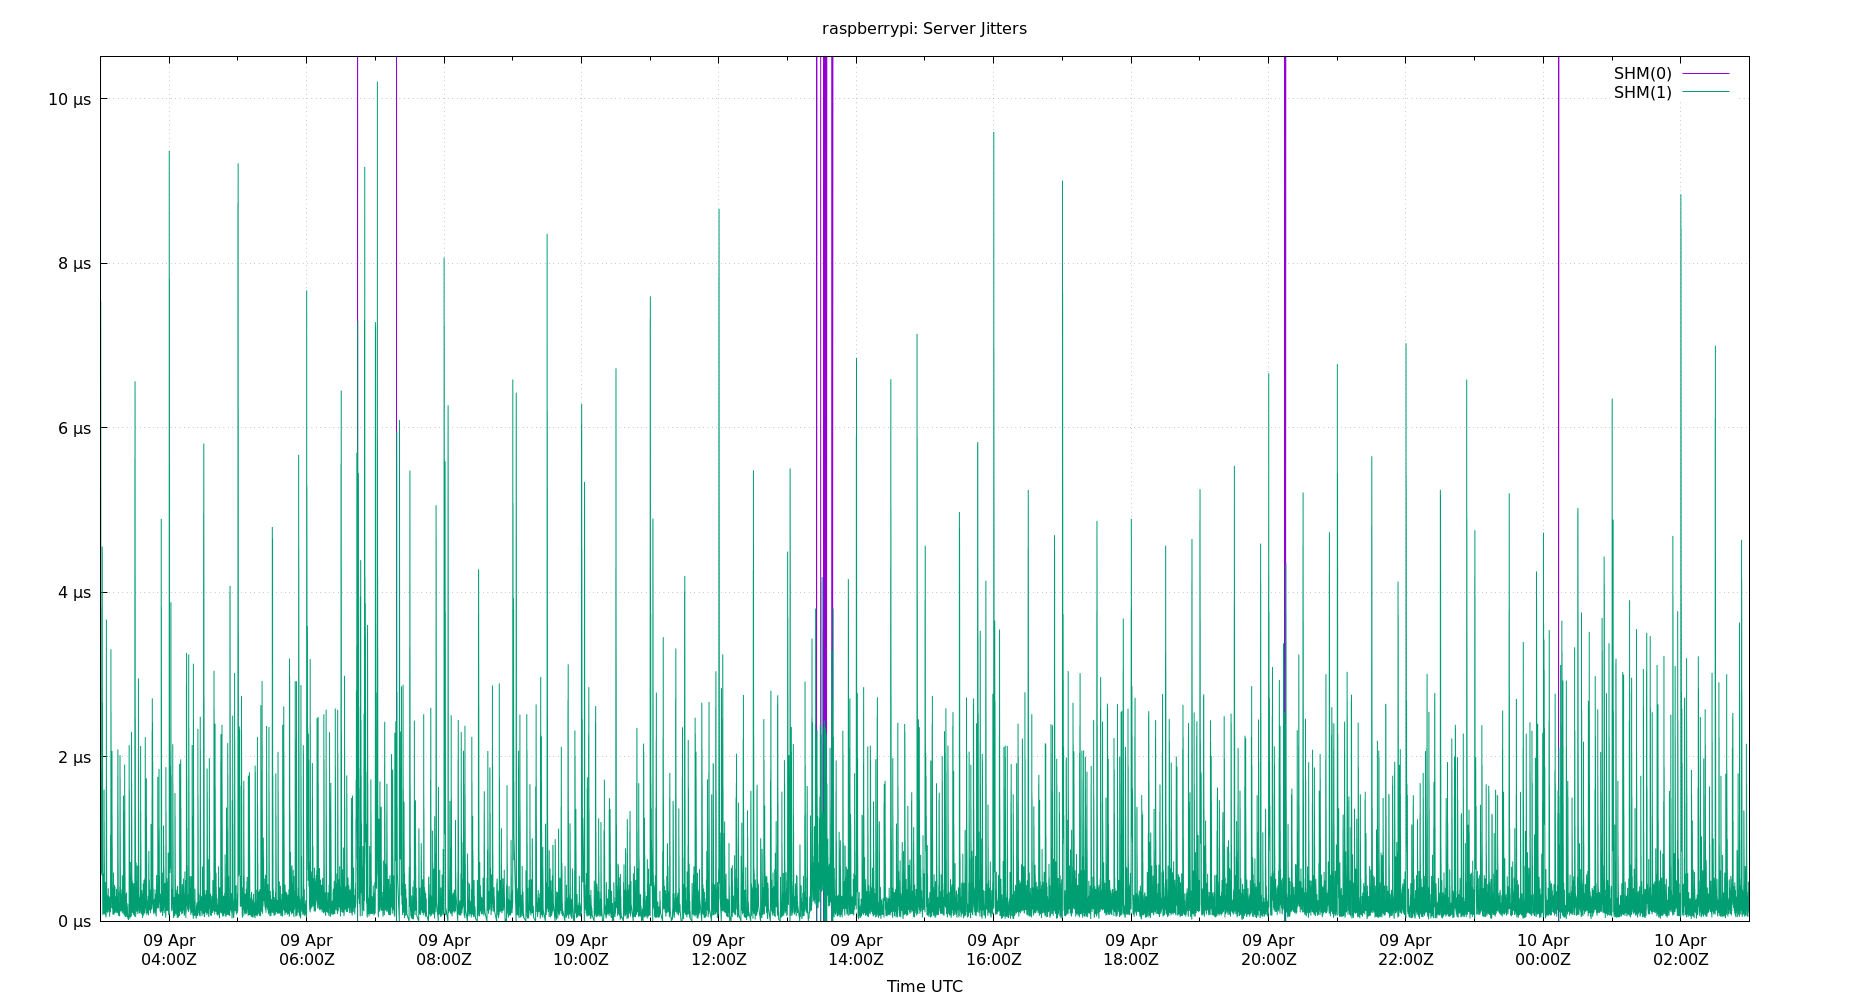 raspberrypi: Server Jitters
SHM(0)
SHM(1)
10 µs
8 µs
6 µs
4 µs
2 µs
0 µs
09 Apr 09 Apr 09 Apr 09 Apr 09 Apr 09 Apr 09 Apr 09 Apr 09 Apr 09 Apr 10 Apr 10 Apr
04:00Z 06:00Z 08:00Z 10:00Z 12:00Z 14:00Z 16:00Z 18:00Z 20:00Z 22:00Z 00:00Z 02:00Z
Time UTC